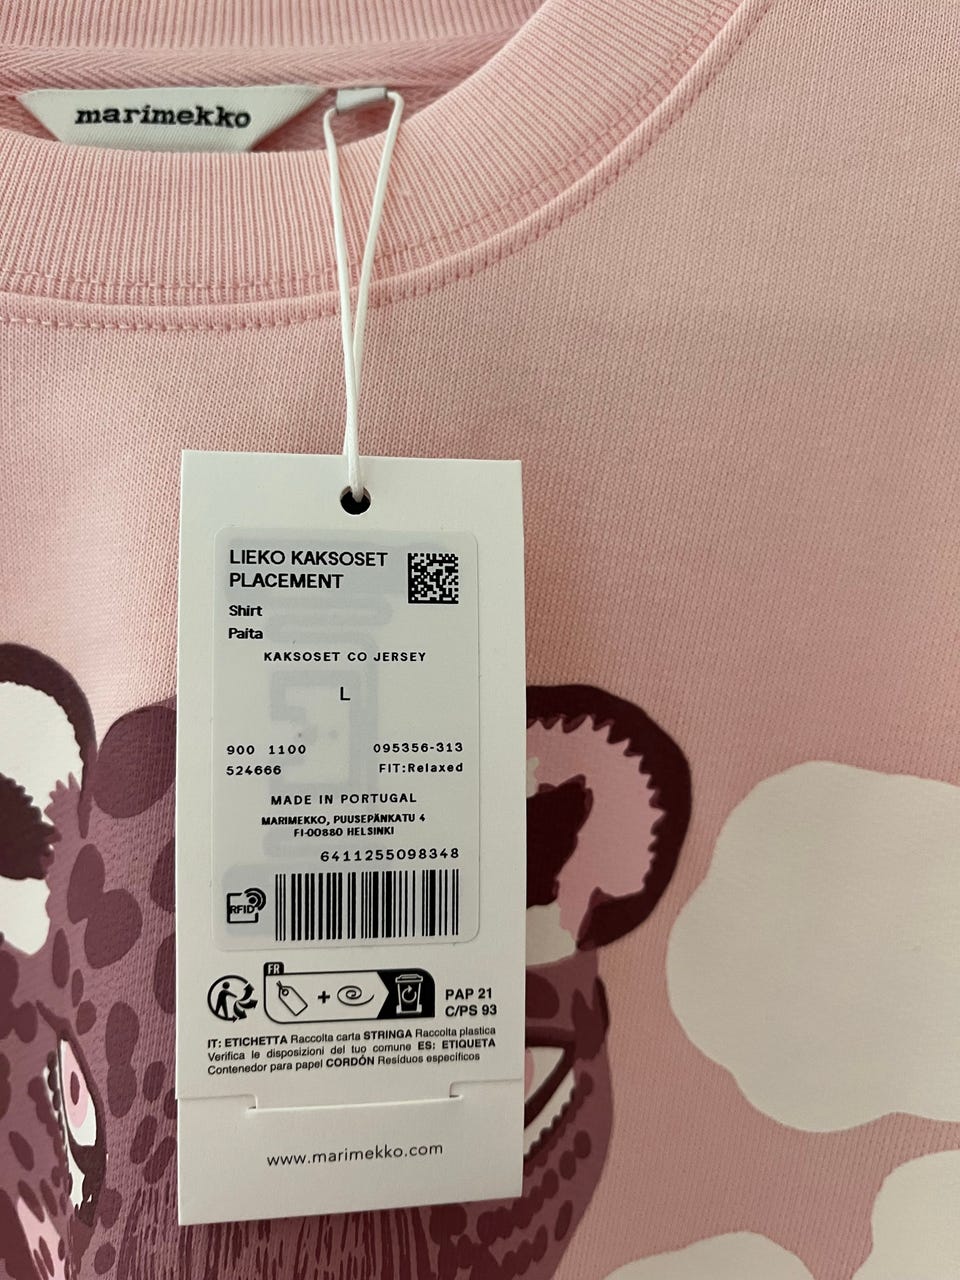 marimekko
LIEKO KAKSOSET
PLACEMENT
Shirt
Paita
KAKSOSET CO JERSEY
L
900 1100 095356-313
524666 FIT:Relaxed
MADE IN PORTUGAL
MARIMEKKO, PUUSEPÄNKATU 4
FI-00880 HELSINKI
6411255098348
RFID
FR
+
PAP 21
C/PS 93
IT: ETICHETTA Raccolta carta STRINGA Raccolta plastica
Verifica le disposizioni del tuo comune ES: ETIQUETA
Contenedor para papel CORDÓN Residuos específicos
www.marimekko.com